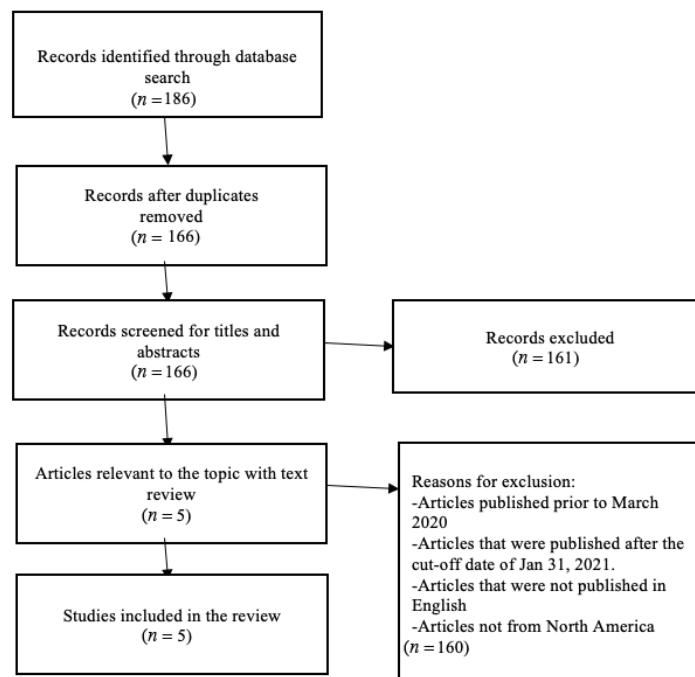 Records identified through database
search
(n = 186)
Records after duplicates
removed
(n = 166)
Records screened for titles and
abstracts
(n = 166)
Records excluded
(n = 161)
Articles relevant to the topic with text
review
(n = 5)
Reasons for exclusion:
-Articles published prior to March
2020
-Articles that were published after the
cut-off date of Jan 31, 2021.
-Articles that were not published in
English
-Articles not from North America
(n = 160)
Studies included in the review
(n = 5)